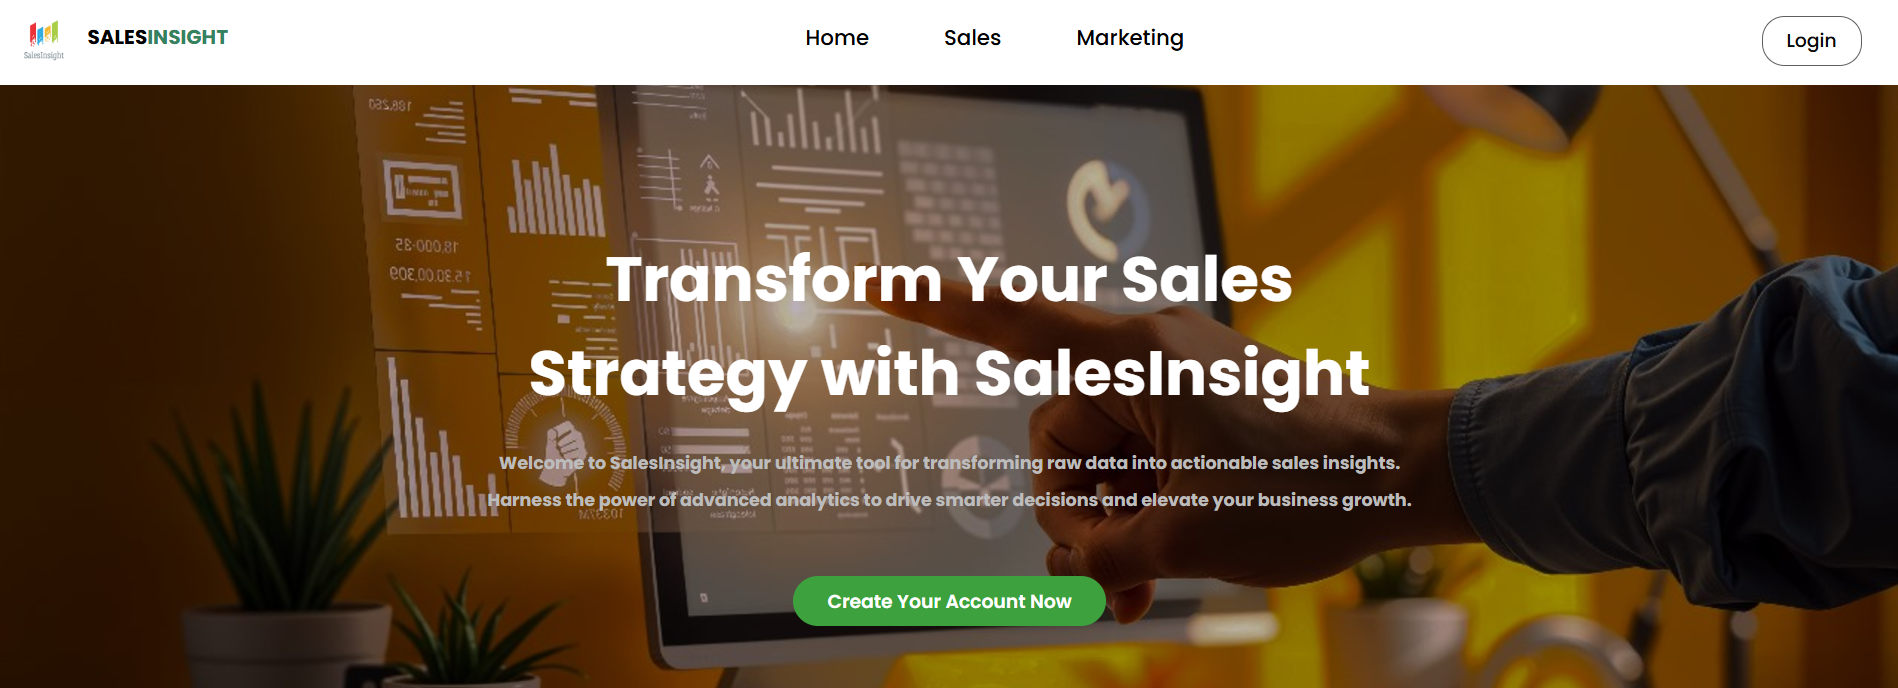 SalesInsight
SALESINSIGHT
Home
Sales
Marketing
Login
Transform Your Sales
Strategy with SalesInsight
Welcome to SalesInsight, your ultimate tool for transforming raw data into actionable sales insights.
Harness the power of advanced analytics to drive smarter decisions and elevate your business growth.
Create Your Account Now